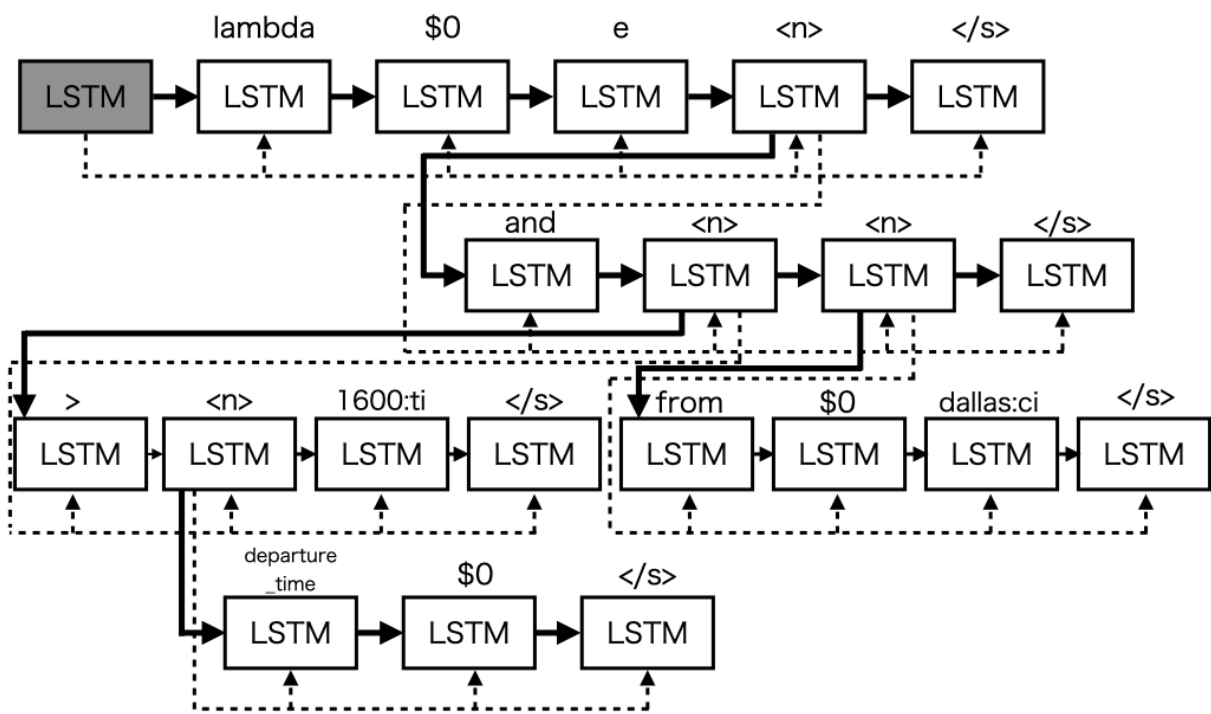 lambda $0 e <n> </s>
LSTM LSTM LSTM LSTM LSTM LSTM
and <n> <n> </s>
LSTM LSTM LSTM LSTM
> <n> 1600:ti </s> from $0 dallas:ci </s>
LSTM LSTM LSTM LSTM LSTM LSTM LSTM LSTM
departure
_time $0 </s>
LSTM LSTM LSTM